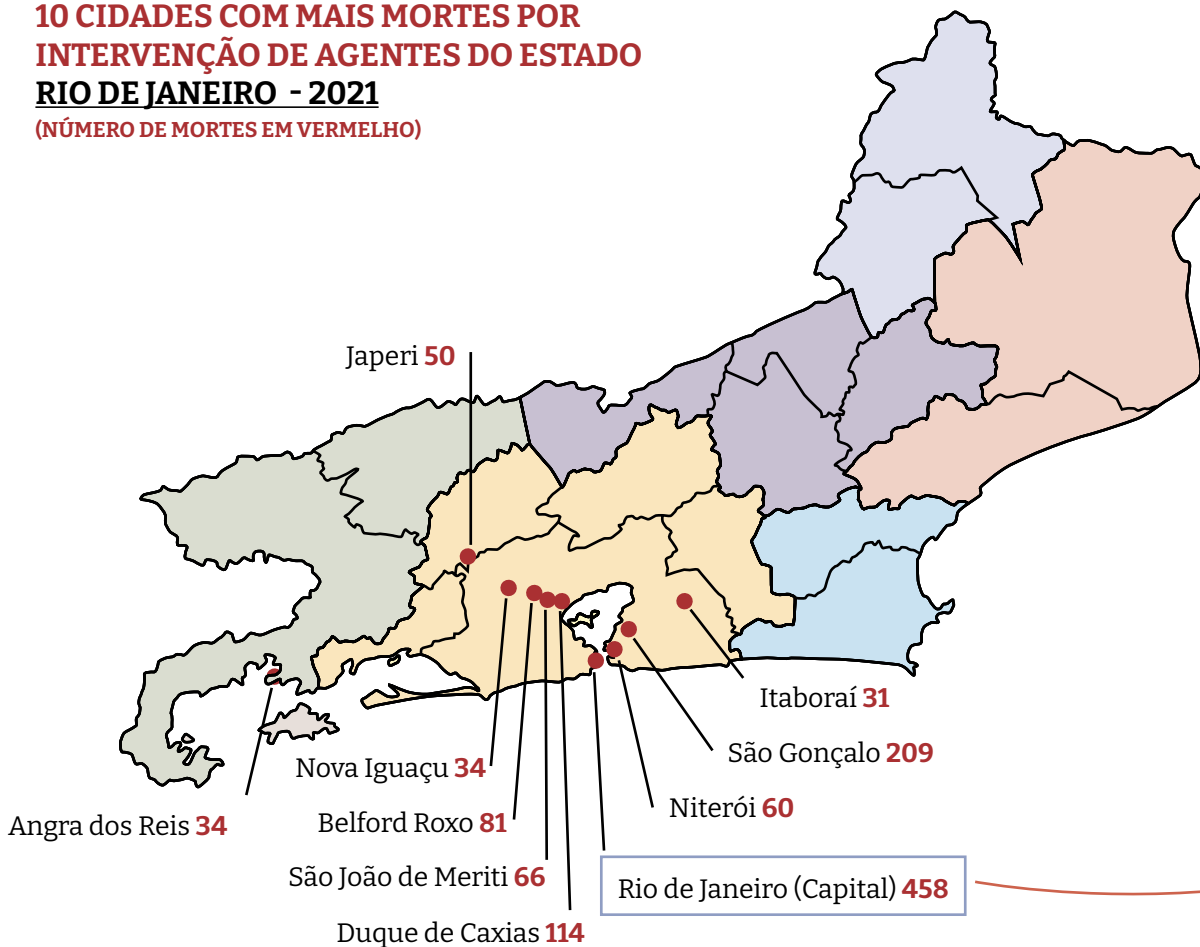 10 CIDADES COM MAIS MORTES POR
INTERVENÇÃO DE AGENTES DO ESTADO
RIO DE JANEIRO - 2021
(NÚMERO DE MORTES EM VERMELHO)
Japeri 50
Itaboraí 31
São Gonçalo 209
Nova Iguaçu 34
Niterói 60
Angra dos Reis 34
Belford Roxo 81
São João de Meriti 66
Rio de Janeiro (Capital) 458
Duque de Caxias 114